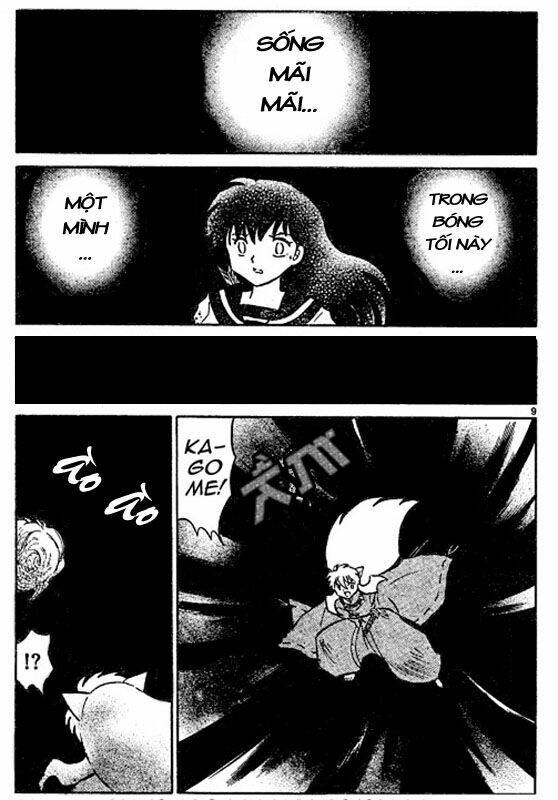 SỐNG
MÃI
MÃI...
MỘT
MÌNH
...
TRONG
BÓNG
TỐI NÀY
...
9
ÀO ÀO
KA-
GO
ME!
!?